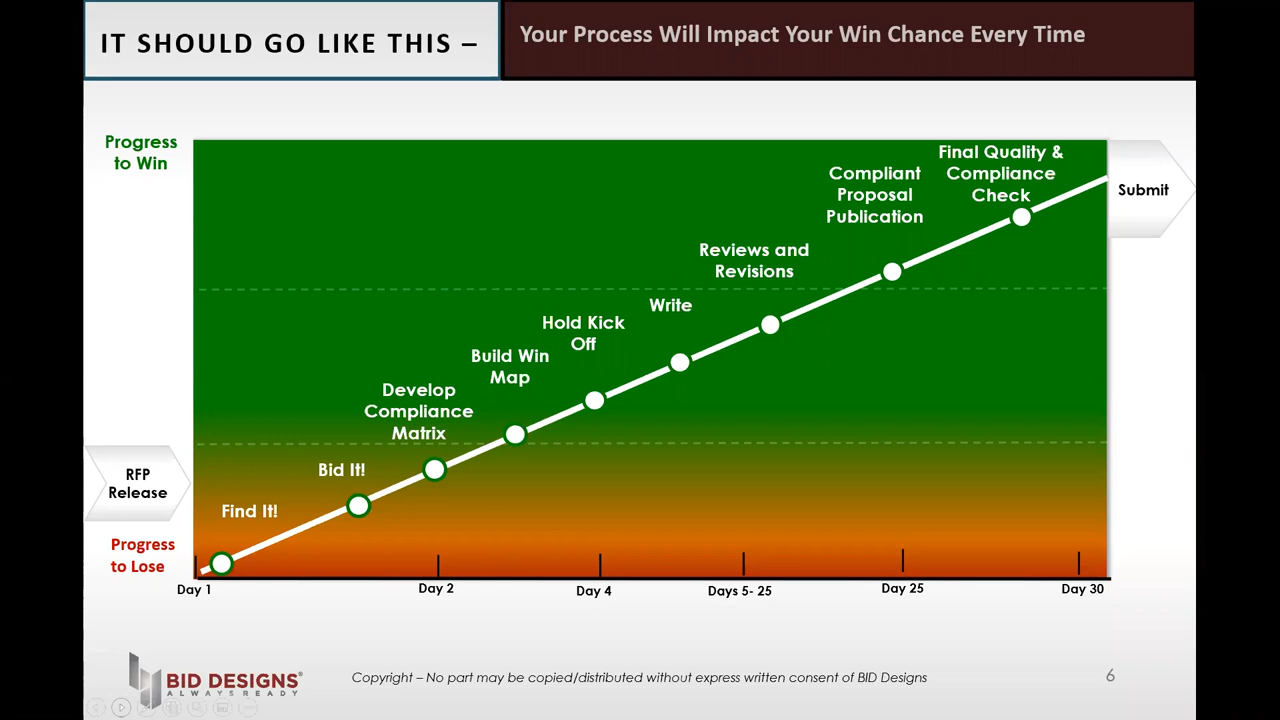 IT SHOULD GO LIKE THIS –
Your Process Will Impact Your Win Chance Every Time
Progress
to Win
Final Quality &
Compliance
Check
Compliant
Proposal
Publication
Submit
Reviews and
Revisions
Write
Hold Kick
Off
Build Win
Map
Develop
Compliance
Matrix
Bid It!
Find It!
RFP
Release
Progress
to Lose
Day 1
Day 2
Day 4
Days 5- 25
Day 25
Day 30
BID DESIGNS®
ALWAYS READY
Copyright – No part may be copied/distributed without express written consent of BID Designs
6